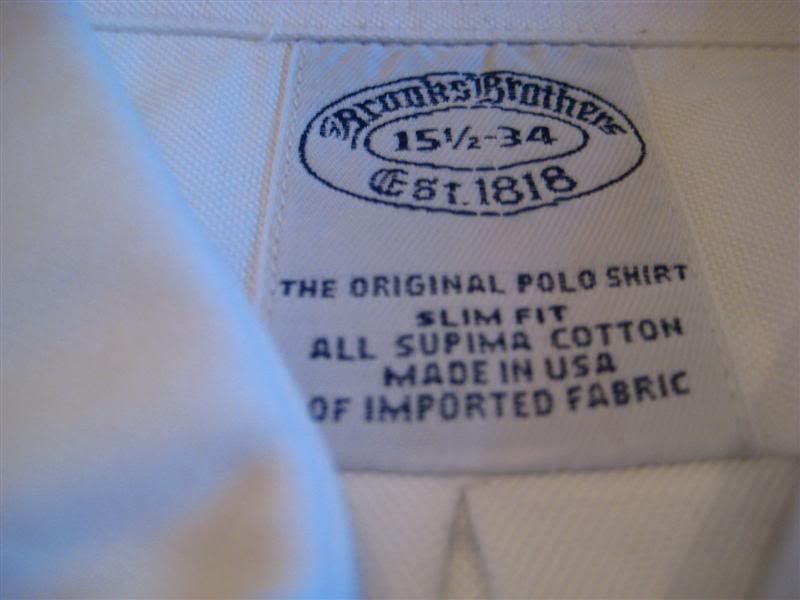 Brooks Brothers
15½-34
Est. 1818
THE ORIGINAL POLO SHIRT
SLIM FIT
ALL SUPIMA COTTON
MADE IN USA
OF IMPORTED FABRIC